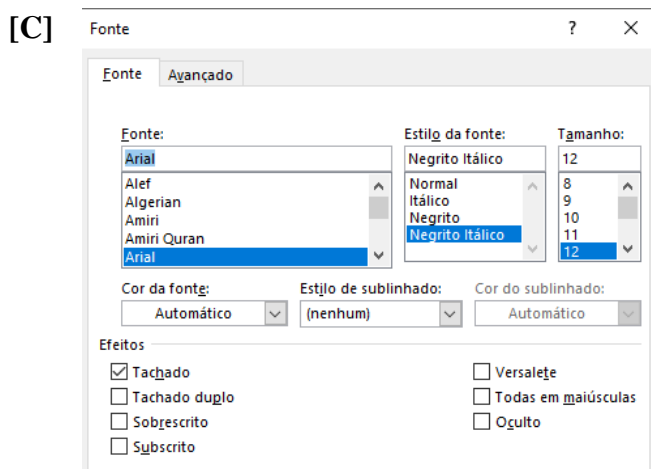 [C] Fonte ? ×
Fonte Avançado
Fonte: Estilo da fonte: Tamanho:
Arial Negrito Itálico 12
Alef Normal 8
Algerian Itálico 9
Amiri Negrito 10
Amiri Quran Negrito Itálico 11
Arial 12
Cor da fonte: Estilo de sublinhado: Cor do sublinhado:
Automático (nenhum) Automático
Efeitos
Tachado Versalete
Tachado duplo Todas em maiúsculas
Sobrescrito Oculto
Subscrito